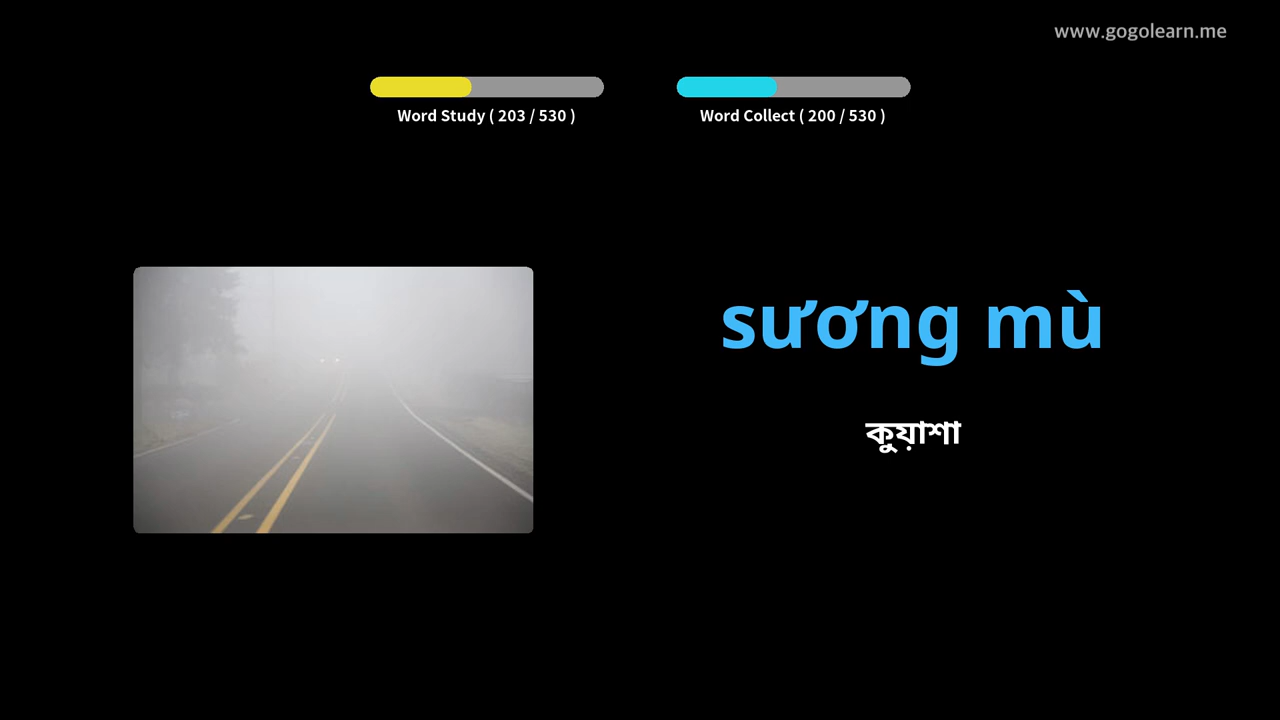 www.gogolearn.me
Word Study ( 203 / 530 )
Word Collect ( 200 / 530 )
sương mù
কুয়াশা